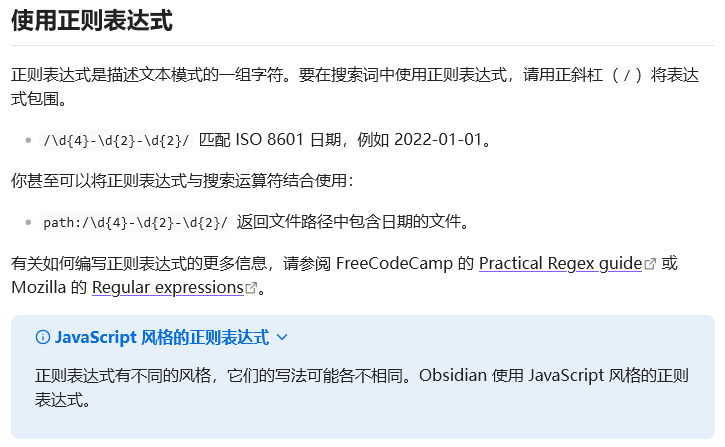 使用正则表达式
正则表达式是描述文本模式的一组字符。要在搜索词中使用正则表达式，请用正斜杠（ / ）将表达
式包围。
/\d{4}-\d{2}-\d{2}/ 匹配 ISO 8601 日期，例如 2022-01-01。
你甚至可以将正则表达式与搜索运算符结合使用：
path:/\d{4}-\d{2}-\d{2}/ 返回文件路径中包含日期的文件。
有关如何编写正则表达式的更多信息，请参阅 FreeCodeCamp 的 Practical Regex guide 或
Mozilla 的 Regular expressions。
JavaScript 风格的正则表达式
正则表达式有不同的风格，它们的写法可能各不相同。Obsidian 使用 JavaScript 风格的正则
表达式。